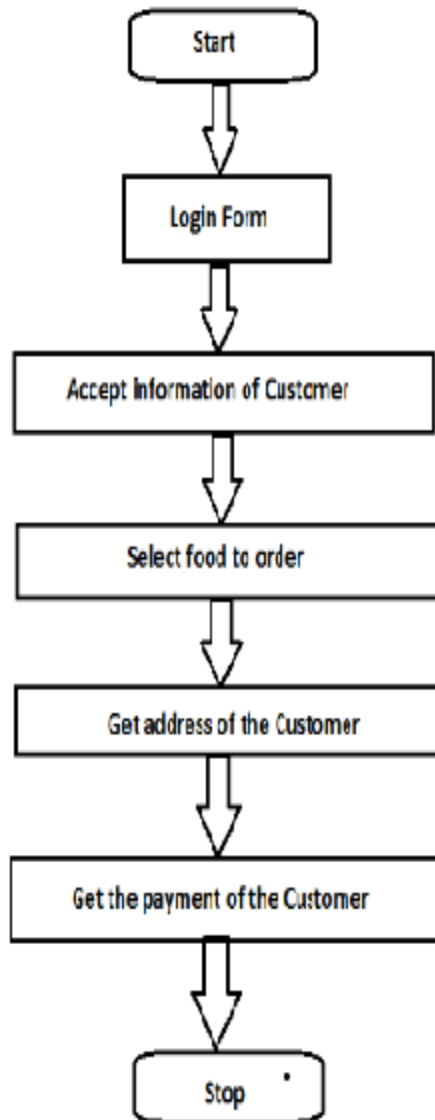 Start
Login Form
Accept information of Customer
Select food to order
Get address of the Customer
Get the payment of the Customer
Stop